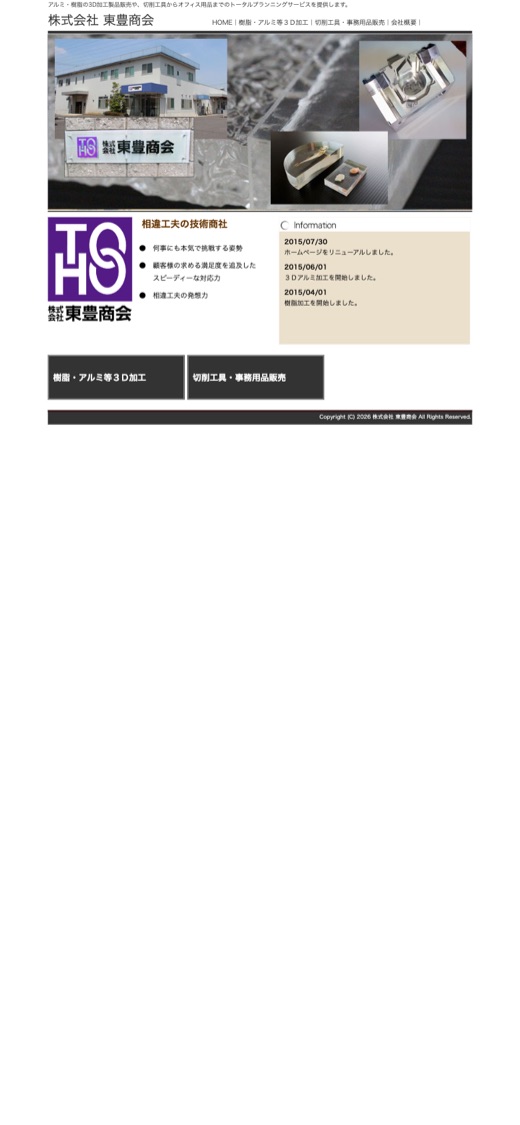 アルミ・樹脂の3D加工製品販売や、切削工具からオフィス用品までのトータルプランニングサービスを提供します。
株式会社 東豊商会
HOME｜樹脂・アルミ等３Ｄ加工｜切削工具・事務用品販売｜会社概要｜
TOHO 株式会社 東豊商会
TOHO
株式会社 東豊商会
相違工夫の技術商社
● 何事にも本気で挑戦する姿勢
● 顧客様の求める満足度を追及した
スピーディーな対応力
● 相違工夫の発想力
Information
2015/07/30
ホームページをリニューアルしました。
2015/06/01
３Ｄアルミ加工を開始しました。
2015/04/01
樹脂加工を開始しました。
樹脂・アルミ等３Ｄ加工
切削工具・事務用品販売
Copyright (C) 2026 株式会社 東豊商会 All Rights Reserved.